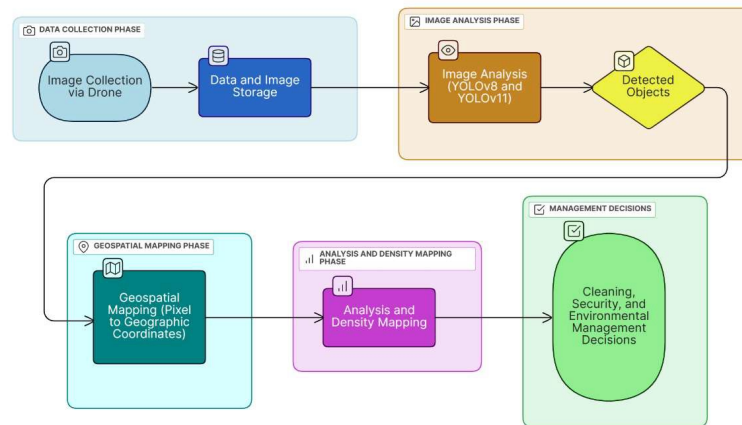 DATA COLLECTION PHASE
Image Collection
via Drone
Data and Image
Storage
IMAGE ANALYSIS PHASE
Image Analysis
(YOLOv8 and
YOLOv11)
Detected
Objects
GEOSPATIAL MAPPING PHASE
Geospatial
Mapping (Pixel
to Geographic
Coordinates)
ANALYSIS AND DENSITY MAPPING
PHASE
Analysis and
Density Mapping
MANAGEMENT DECISIONS
Cleaning,
Security, and
Environmental
Management
Decisions